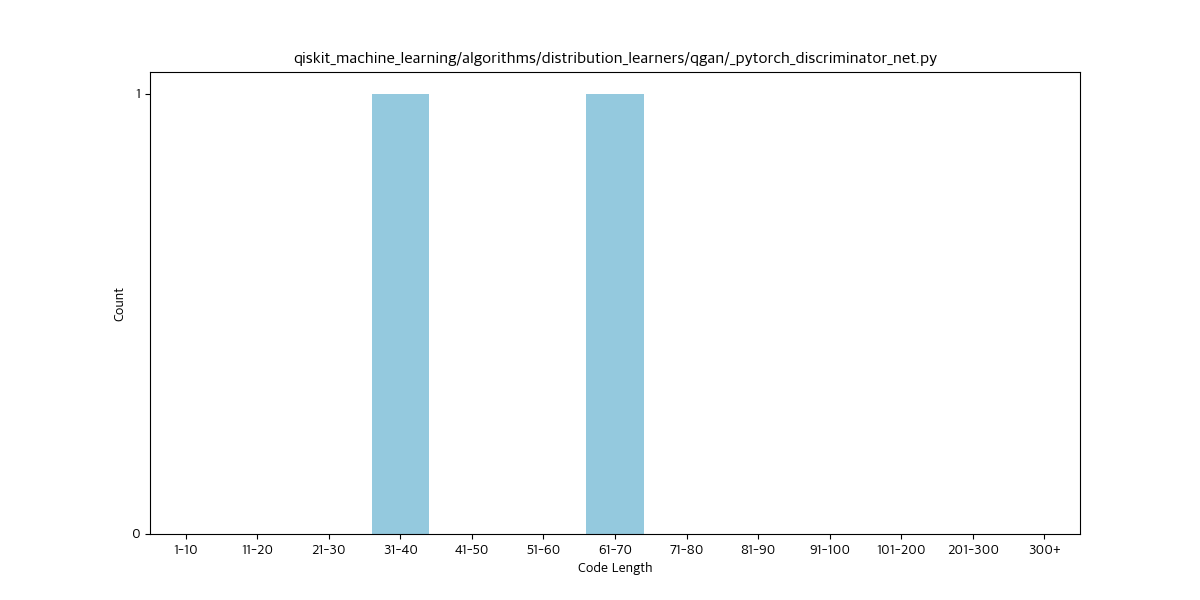 qiskit_machine_learning/algorithms/distribution_learners/qgan/_pytorch_discriminator_net.py
1
Count
0
1-10 11-20 21-30 31-40 41-50 51-60 61-70 71-80 81-90 91-100 101-200 201-300 300+
Code Length